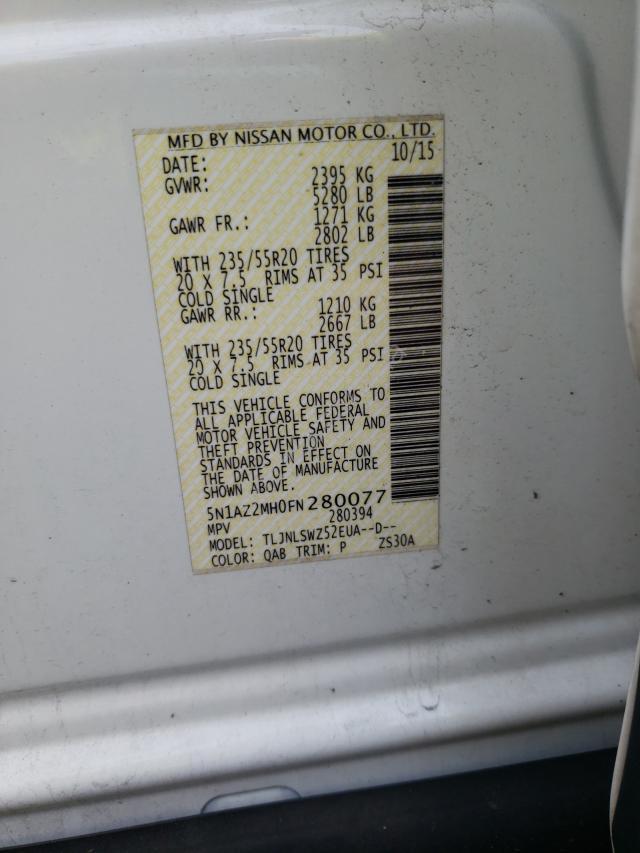 MFD BY NISSAN MOTOR CO., LTD.
DATE: 10/15
GVWR: 2395 KG
5280 LB
GAWR FR.: 1271 KG
2802 LB
WITH 235/55R20 TIRES
20 X 7.5 RIMS AT 35 PSI
COLD SINGLE
GAWR RR.: 1210 KG
2667 LB
WITH 235/55R20 TIRES
20 X 7.5 RIMS AT 35 PSI
COLD SINGLE
THIS VEHICLE CONFORMS TO
ALL APPLICABLE FEDERAL
MOTOR VEHICLE SAFETY AND
THEFT PREVENTION
STANDARDS IN EFFECT ON
THE DATE OF MANUFACTURE
SHOWN ABOVE.
5N1AZ2MH0FN280077
MPV 280394
MODEL: TLJNLSWZ52EUA--D--
COLOR: QAB TRIM: P ZS30A